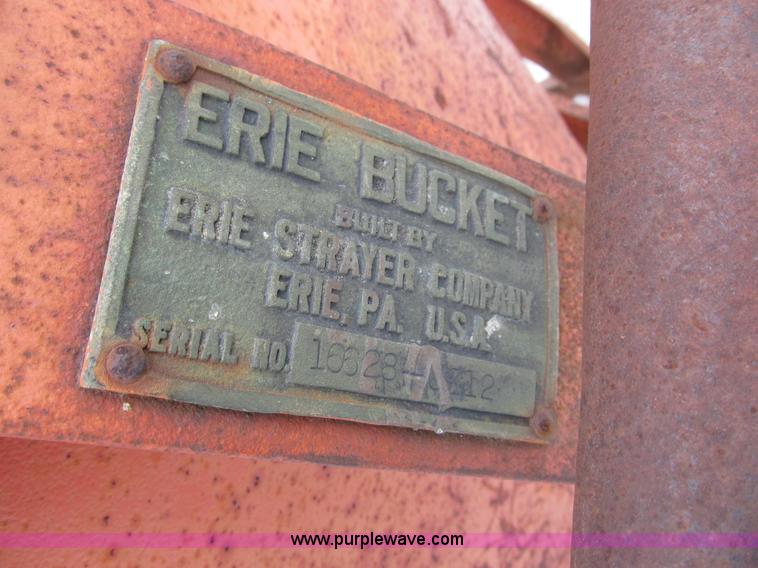 ERIE BUCKET
BUILT BY
ERIE STRAYER COMPANY
ERIE, PA. U.S.A.
SERIAL NO.
www.purplewave.com